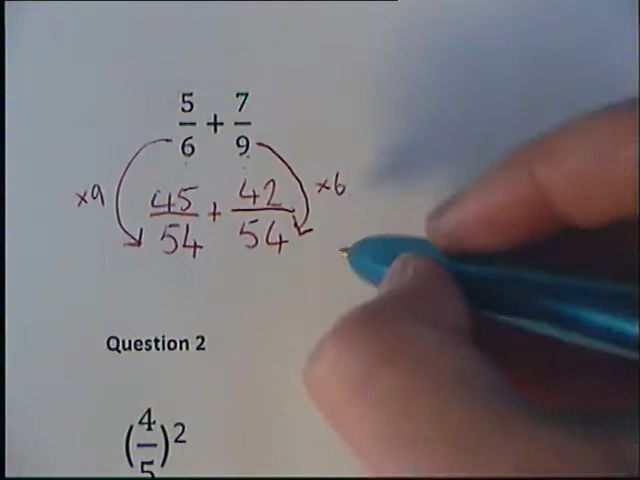 5/6 + 7/9
×9 ×6
45/54 + 42/54
Question 2
(4/5)²